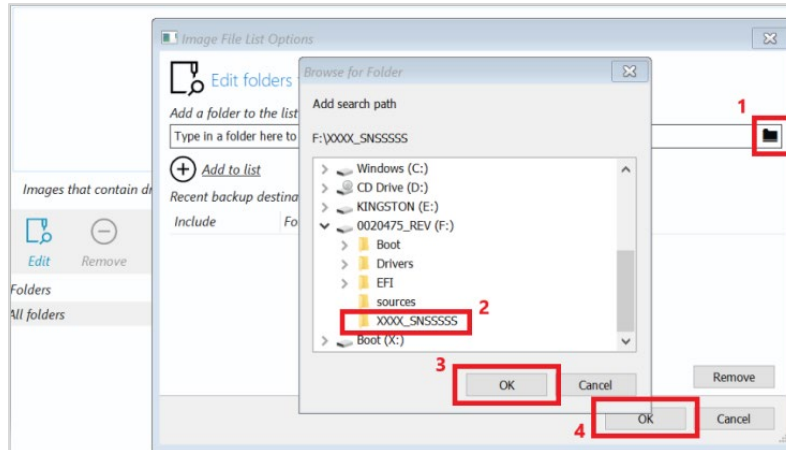 Image File List Options
Edit folders
Browse for Folder
Add search path
1
Add a folder to the list
Type in a folder here to
F:\XXXX_SNSSSSS
Add to list
Windows (C:)
CD Drive (D:)
KINGSTON (E:)
0020475_REV (F:)
Boot
Drivers
EFI
sources
XXXX_SNSSSSS
2
Boot (X:)
Images that contain
Recent backup destina
Include
Fo
Edit
Remove
Folders
All folders
3
OK
Cancel
Remove
4
OK
Cancel